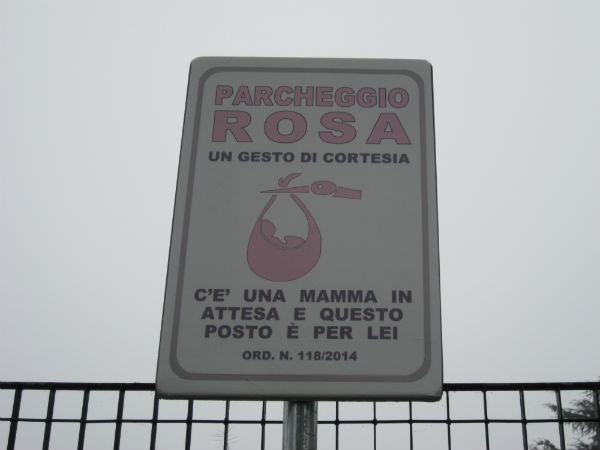 PARCHEGGIO
ROSA
UN GESTO DI CORTESIA
C'E' UNA MAMMA IN
ATTESA E QUESTO
POSTO È PER LEI
ORD. N. 118/2014